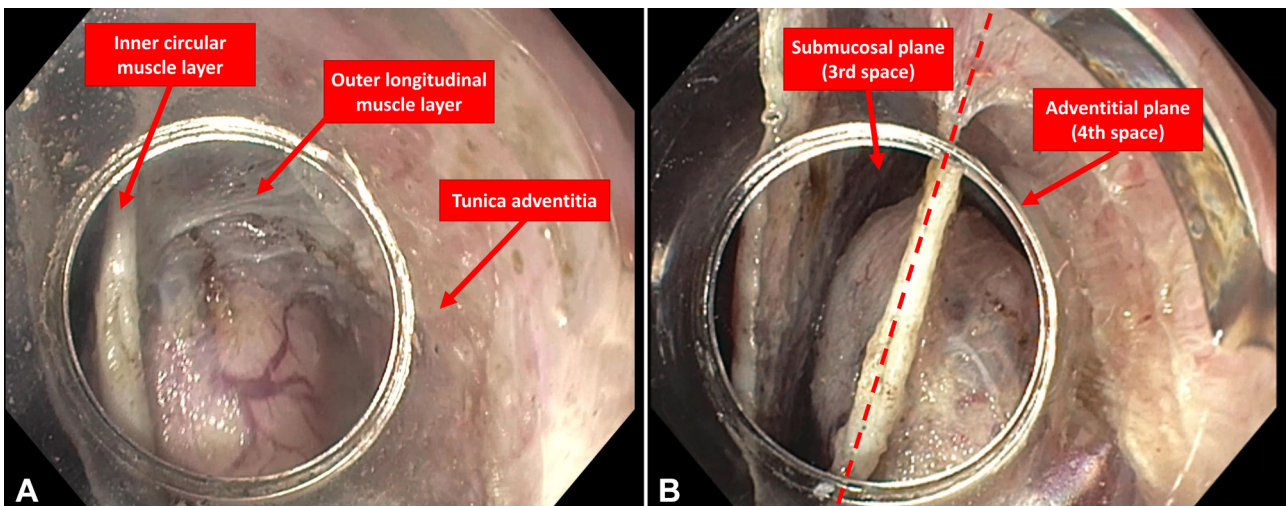 Inner circular
muscle layer
Outer longitudinal
muscle layer
Tunica adventitia
A
Submucosal plane
(3rd space)
Adventitial plane
(4th space)
B